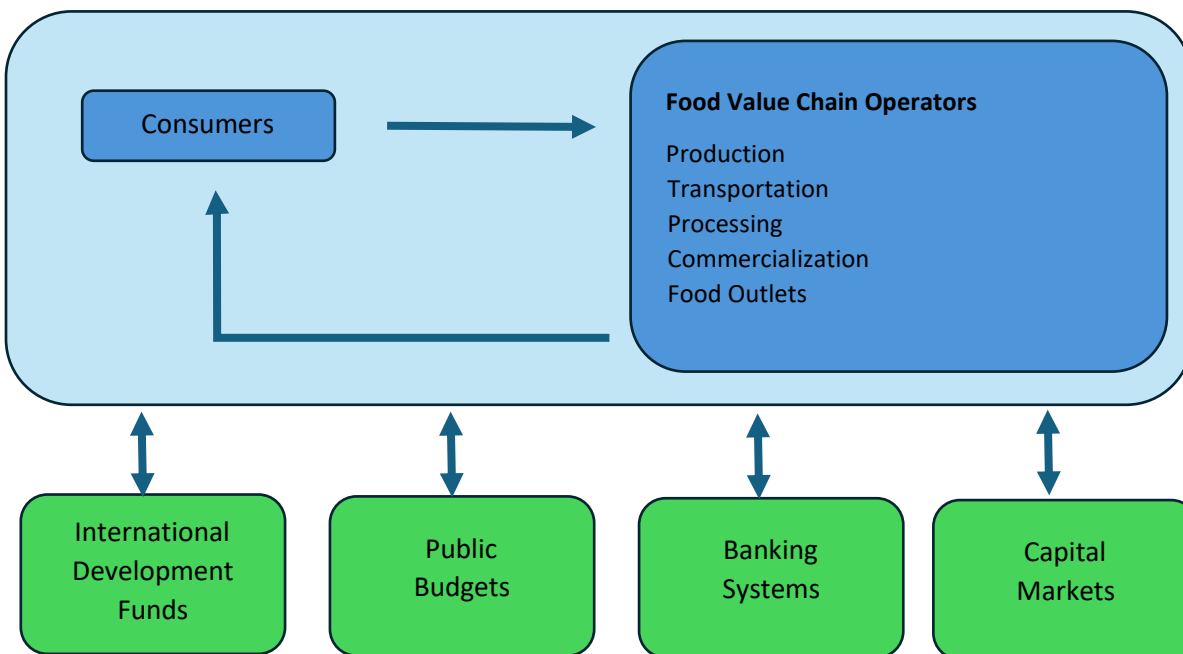 Consumers
Food Value Chain Operators
Production
Transportation
Processing
Commercialization
Food Outlets
International
Development
Funds
Public
Budgets
Banking
Systems
Capital
Markets